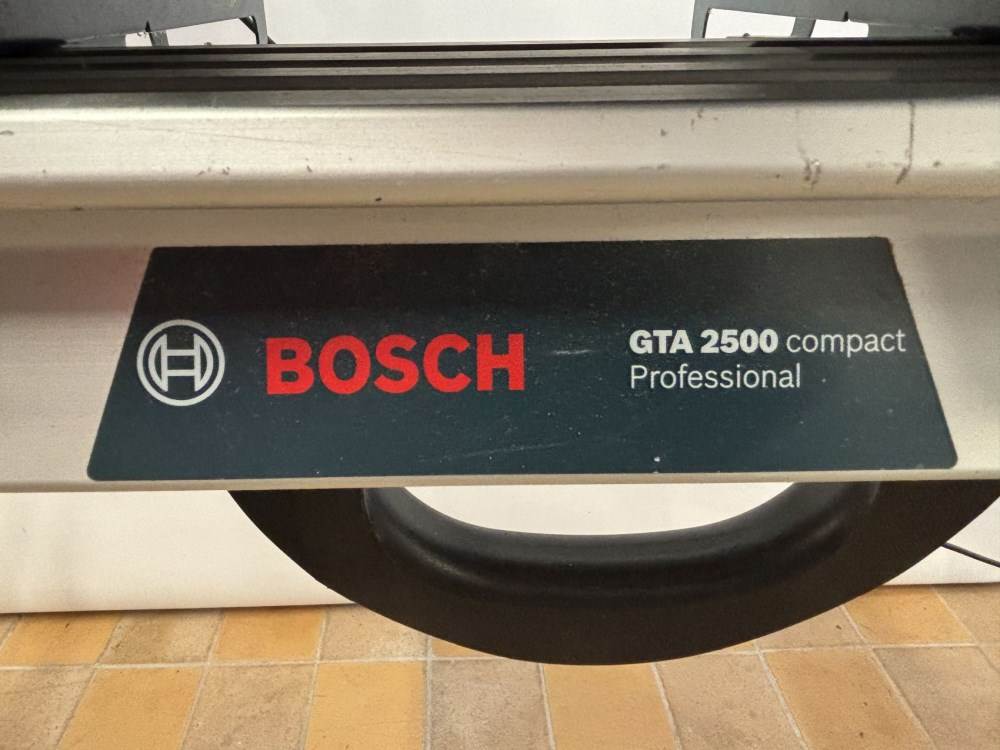 BOSCH
GTA 2500 compact
Professional